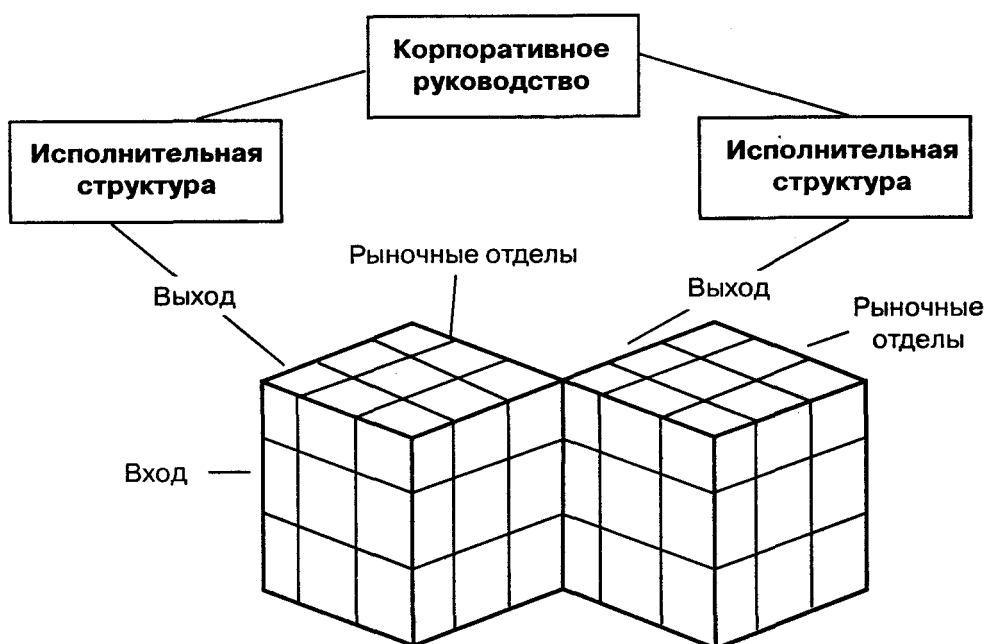 Корпоративное
руководство
Исполнительная
структура
Исполнительная
структура
Рыночные отделы
Выход
Выход
Рыночные
отделы
Вход